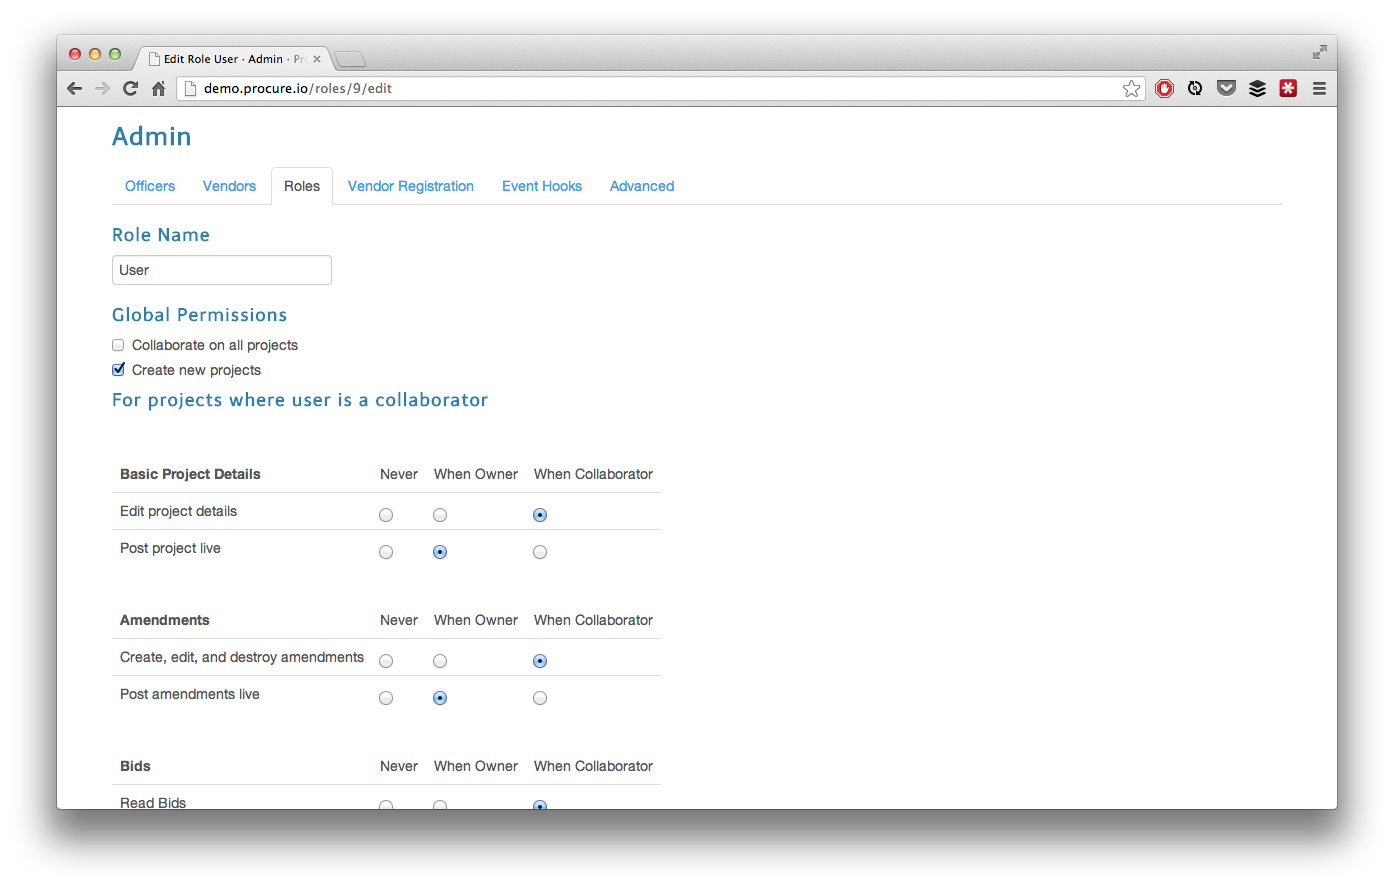 Edit Role User · Admin · Pr
demo.procure.io/roles/9/edit
Admin
Officers Vendors Roles Vendor Registration Event Hooks Advanced
Role Name
User
Global Permissions
Collaborate on all projects
Create new projects
For projects where user is a collaborator
Basic Project Details Never When Owner When Collaborator
Edit project details
Post project live
Amendments Never When Owner When Collaborator
Create, edit, and destroy amendments
Post amendments live
Bids Never When Owner When Collaborator
Read Bids